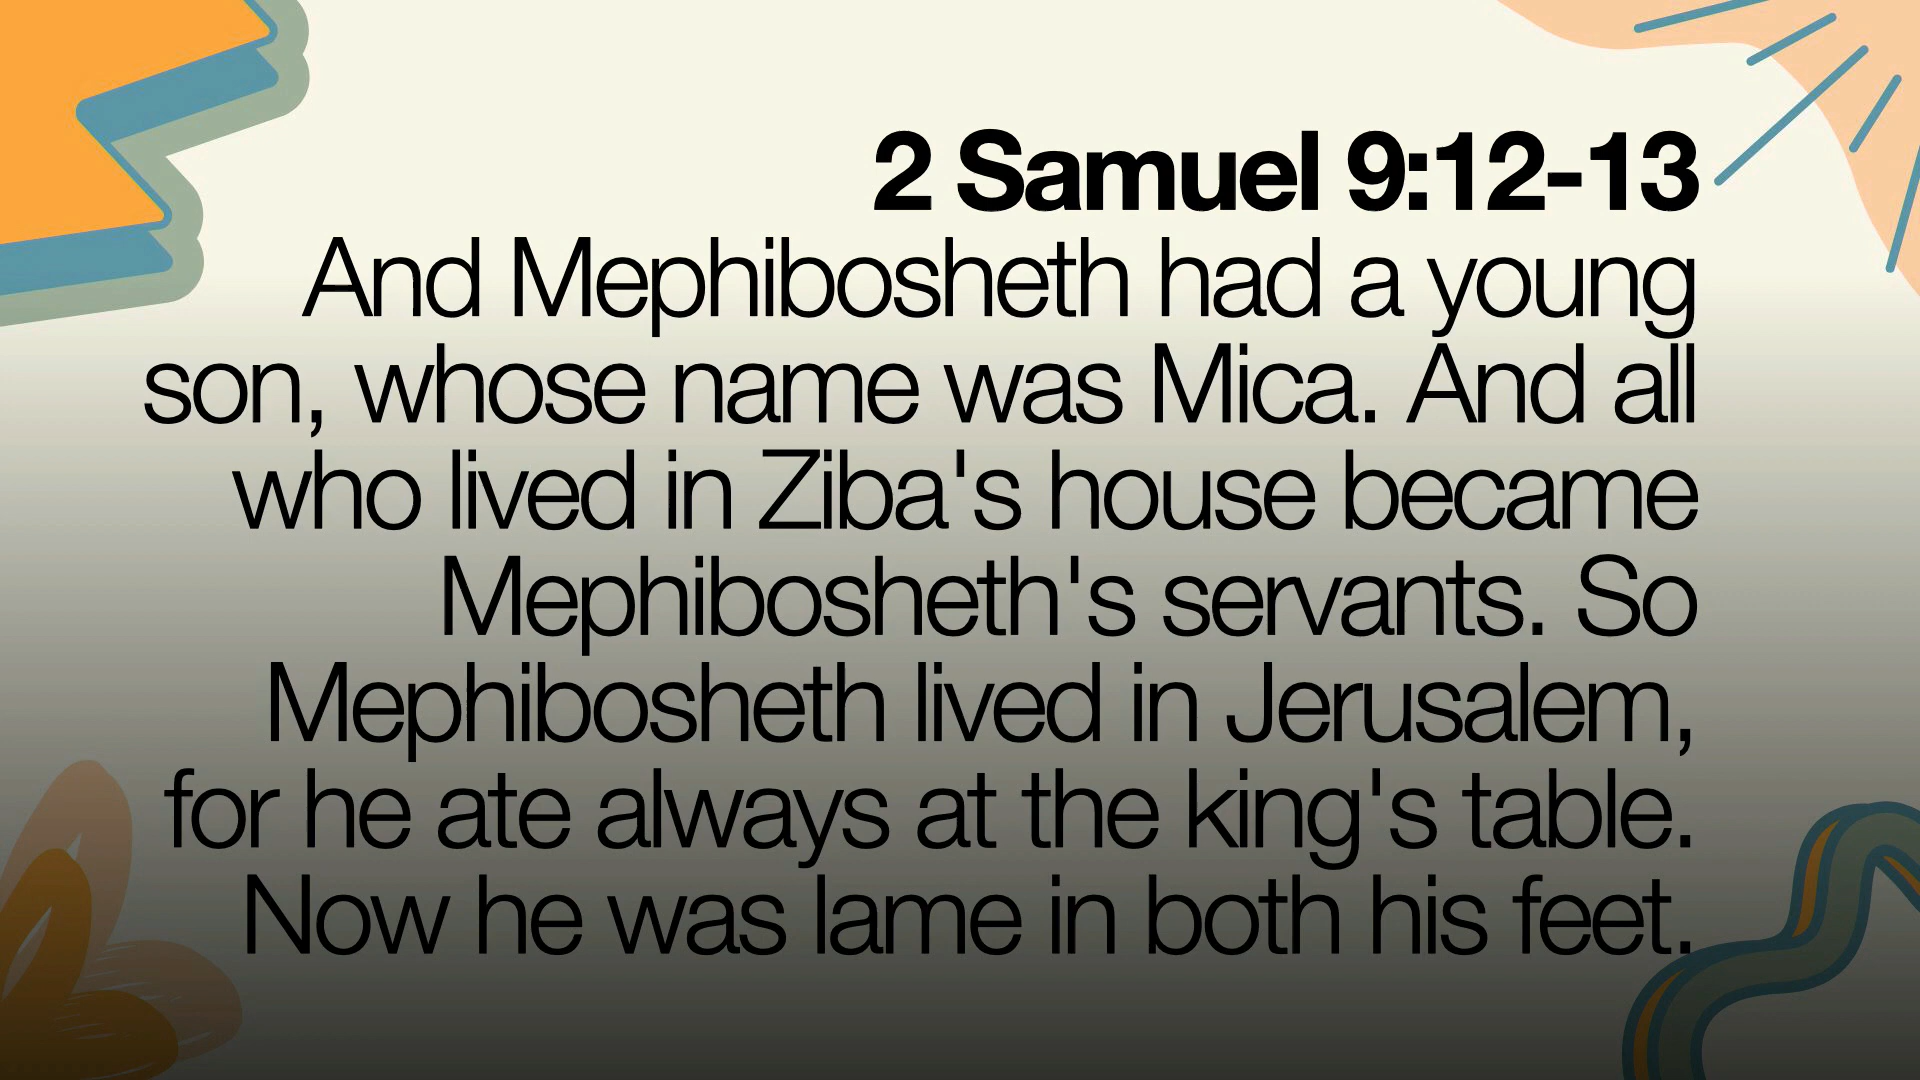 2 Samuel 9:12-13
And Mephibosheth had a young
son, whose name was Mica. And all
who lived in Ziba's house became
Mephibosheth's servants. So
Mephibosheth lived in Jerusalem,
for he ate always at the king's table.
Now he was lame in both his feet.